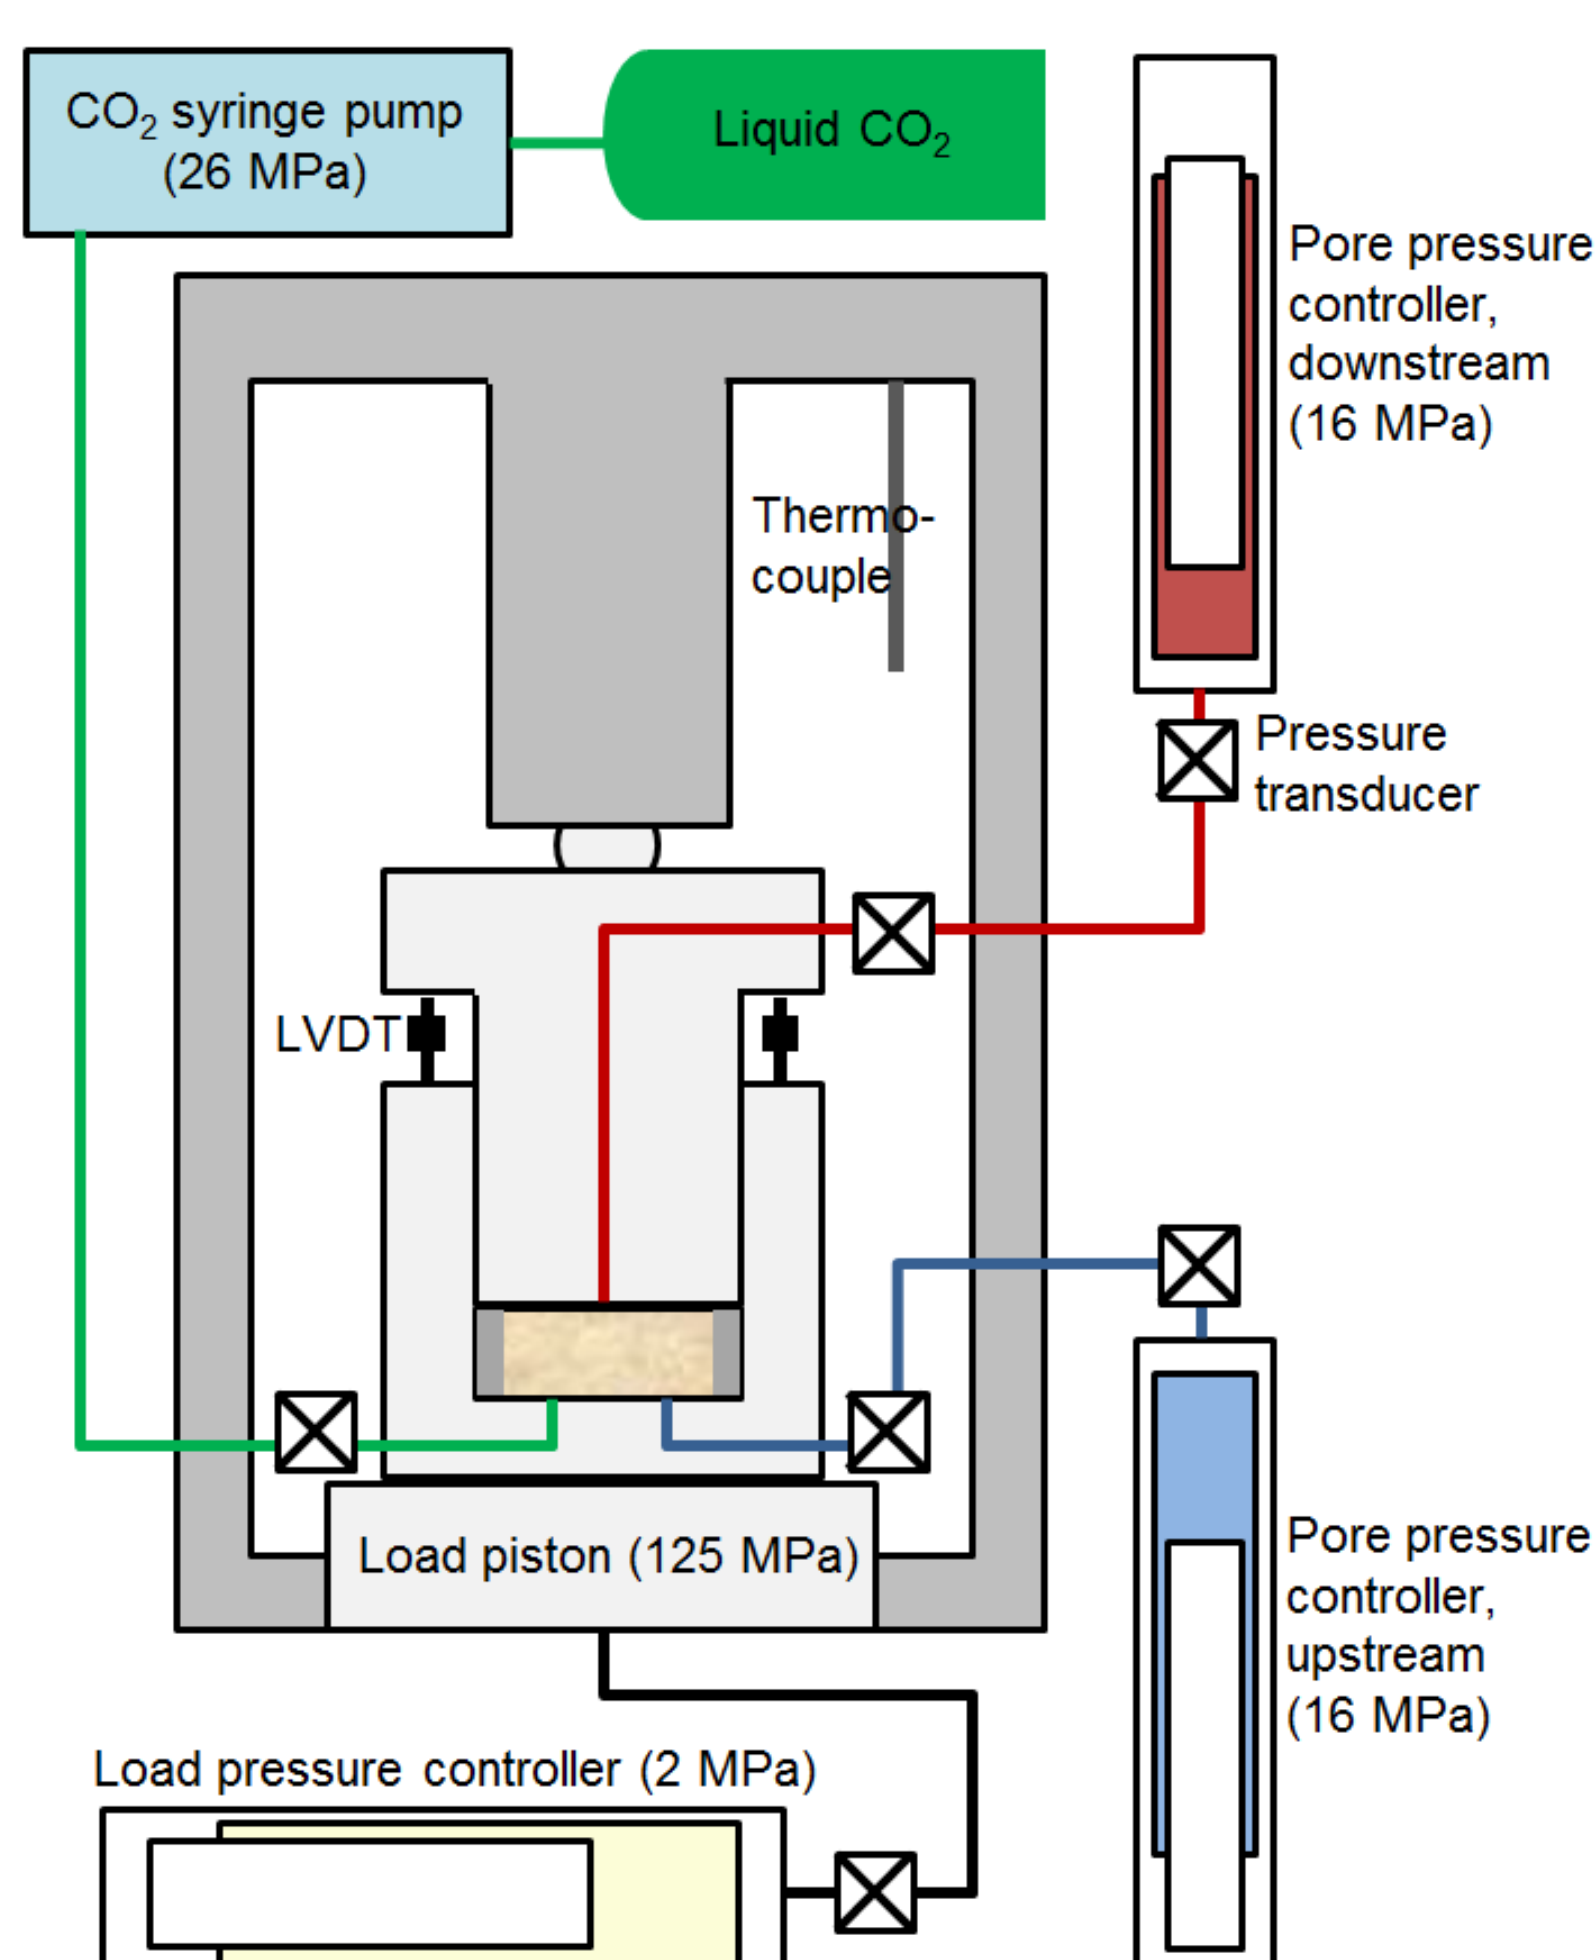 CO₂ syringe pump
(26 MPa)
Liquid CO₂
Pore pressure
controller,
downstream
(16 MPa)
Thermo-
couple
Pressure
transducer
LVDT
Load piston (125 MPa)
Pore pressure
controller,
upstream
(16 MPa)
Load pressure controller (2 MPa)